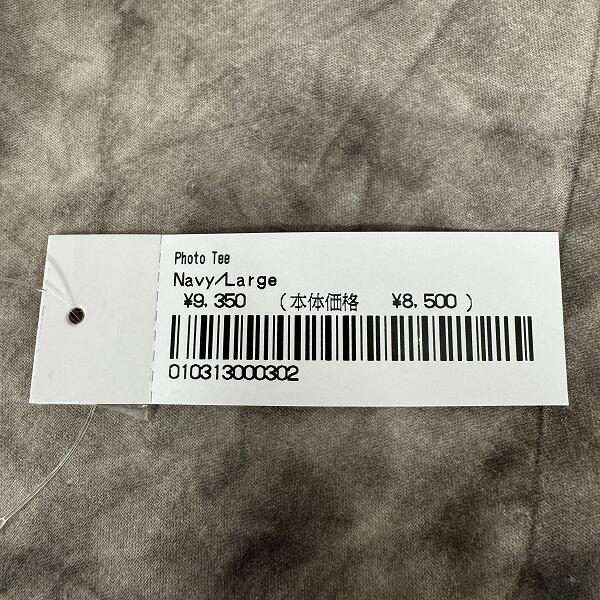 Photo Tee
Navy/Large
¥9,350 (本体価格 ¥8,500 )
010313000302